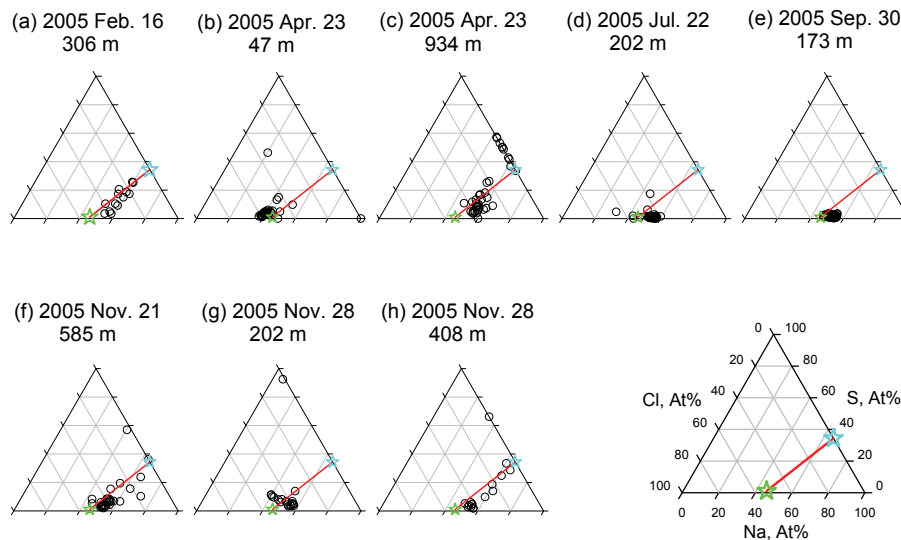 (a) 2005 Feb. 16
306 m
(b) 2005 Apr. 23
47 m
(c) 2005 Apr. 23
934 m
(d) 2005 Jul. 22
202 m
(e) 2005 Sep. 30
173 m
(f) 2005 Nov. 21
585 m
(g) 2005 Nov. 28
202 m
(h) 2005 Nov. 28
408 m
0 100
20 80
Cl, At% 40 60 S, At%
60 40
80 20
100 0
0 20 40 60 80 100
Na, At%